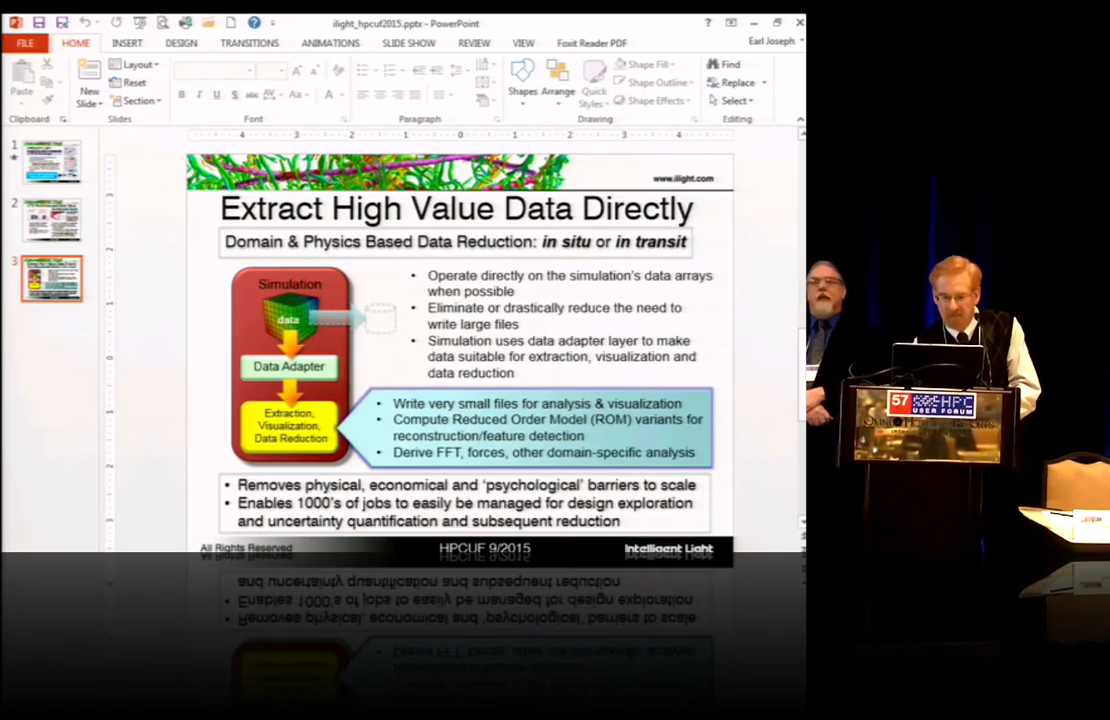 ilight_hpcuf2015.pptx - PowerPoint
FILE HOME INSERT DESIGN TRANSITIONS ANIMATIONS SLIDE SHOW REVIEW VIEW Foxit Reader PDF Earl Joseph
Paste
New
Slide
Layout
Reset
Section
Shapes
Arrange
Quick
Styles
Shape Fill
Shape Outline
Shape Effects
Find
Replace
Select
Clipboard Slides Font Paragraph Drawing Editing
1
2
3
www.ilight.com
Extract High Value Data Directly
Domain & Physics Based Data Reduction: in situ or in transit
Simulation
data
Data Adapter
Extraction,
Visualization,
Data Reduction
• Operate directly on the simulation's data arrays
when possible
• Eliminate or drastically reduce the need to
write large files
• Simulation uses data adapter layer to make
data suitable for extraction, visualization and
data reduction
• Write very small files for analysis & visualization
• Compute Reduced Order Model (ROM) variants for
reconstruction/feature detection
• Derive FFT, forces, other domain-specific analysis
• Removes physical, economical and 'psychological' barriers to scale
• Enables 1000's of jobs to easily be managed for design exploration
and uncertainty quantification and subsequent reduction
All Rights Reserved HPCUF 9/2015 Intelligent Light
57 HPC
USER FORUM